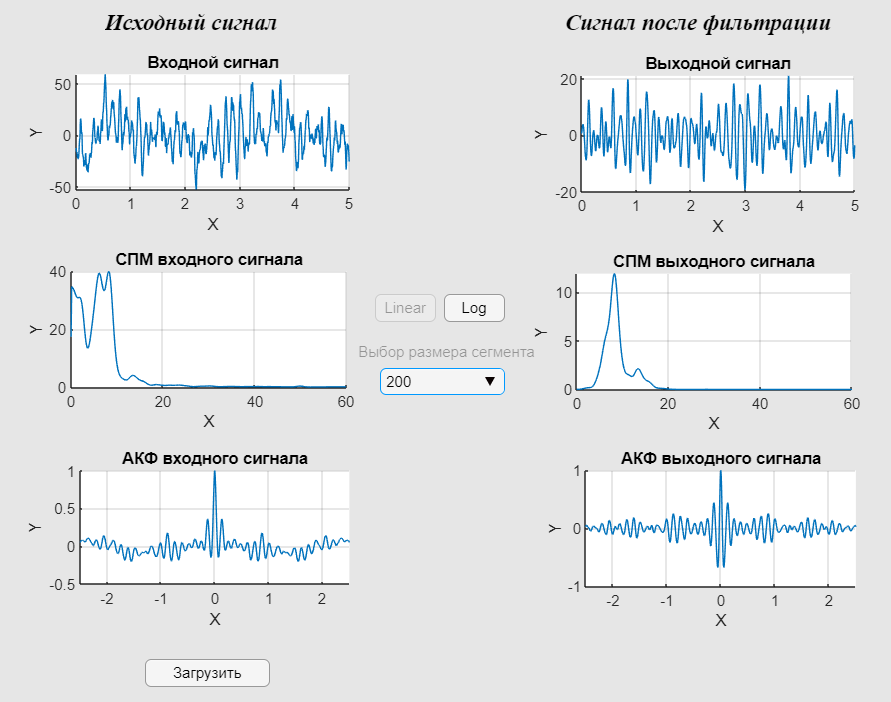 Исходный сигнал
Сигнал после фильтрации
Входной сигнал
50
0
-50
Y
0 1 2 3 4 5
X
Выходной сигнал
20
0
-20
Y
0 1 2 3 4 5
X
СПМ входного сигнала
40
20
0
Y
0 20 40 60
X
Linear
Log
Выбор размера сегмента
200
СПМ выходного сигнала
10
5
0
Y
0 20 40 60
X
АКФ входного сигнала
1
0.5
0
-0.5
Y
-2 -1 0 1 2
X
АКФ выходного сигнала
1
0
-1
Y
-2 -1 0 1 2
X
Загрузить